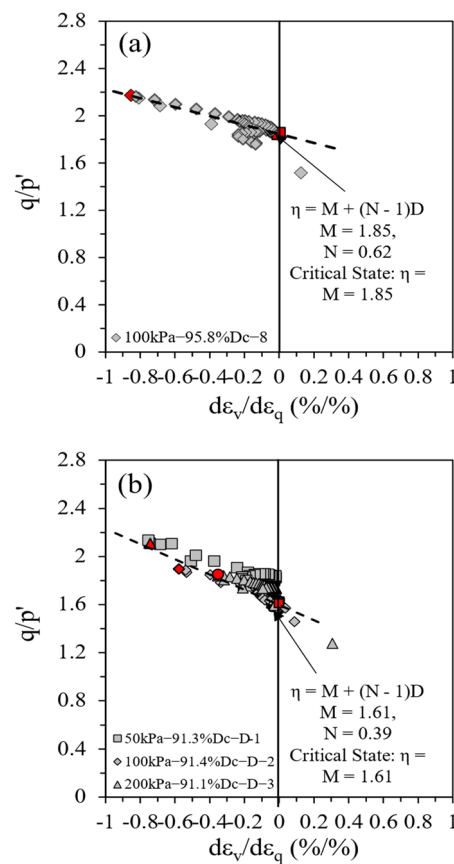 (a)
2.8
2.4
2
1.6
1.2
0.8
0.4
0
q/p'
η = M + (N - 1)D
M = 1.85,
N = 0.62
Critical State: η =
M = 1.85
100kPa−95.8%Dc−8
-1 -0.8 -0.6 -0.4 -0.2 0 0.2 0.4 0.6 0.8 1
dεv/dεq (%/%)
(b)
2.8
2.4
2
1.6
1.2
0.8
0.4
0
q/p'
η = M + (N - 1)D
M = 1.61,
N = 0.39
Critical State: η =
M = 1.61
50kPa−91.3%Dc−D-1
100kPa−91.4%Dc−D−2
200kPa−91.1%Dc−D−3
-1 -0.8 -0.6 -0.4 -0.2 0 0.2 0.4 0.6 0.8 1
dεv/dεq (%/%)